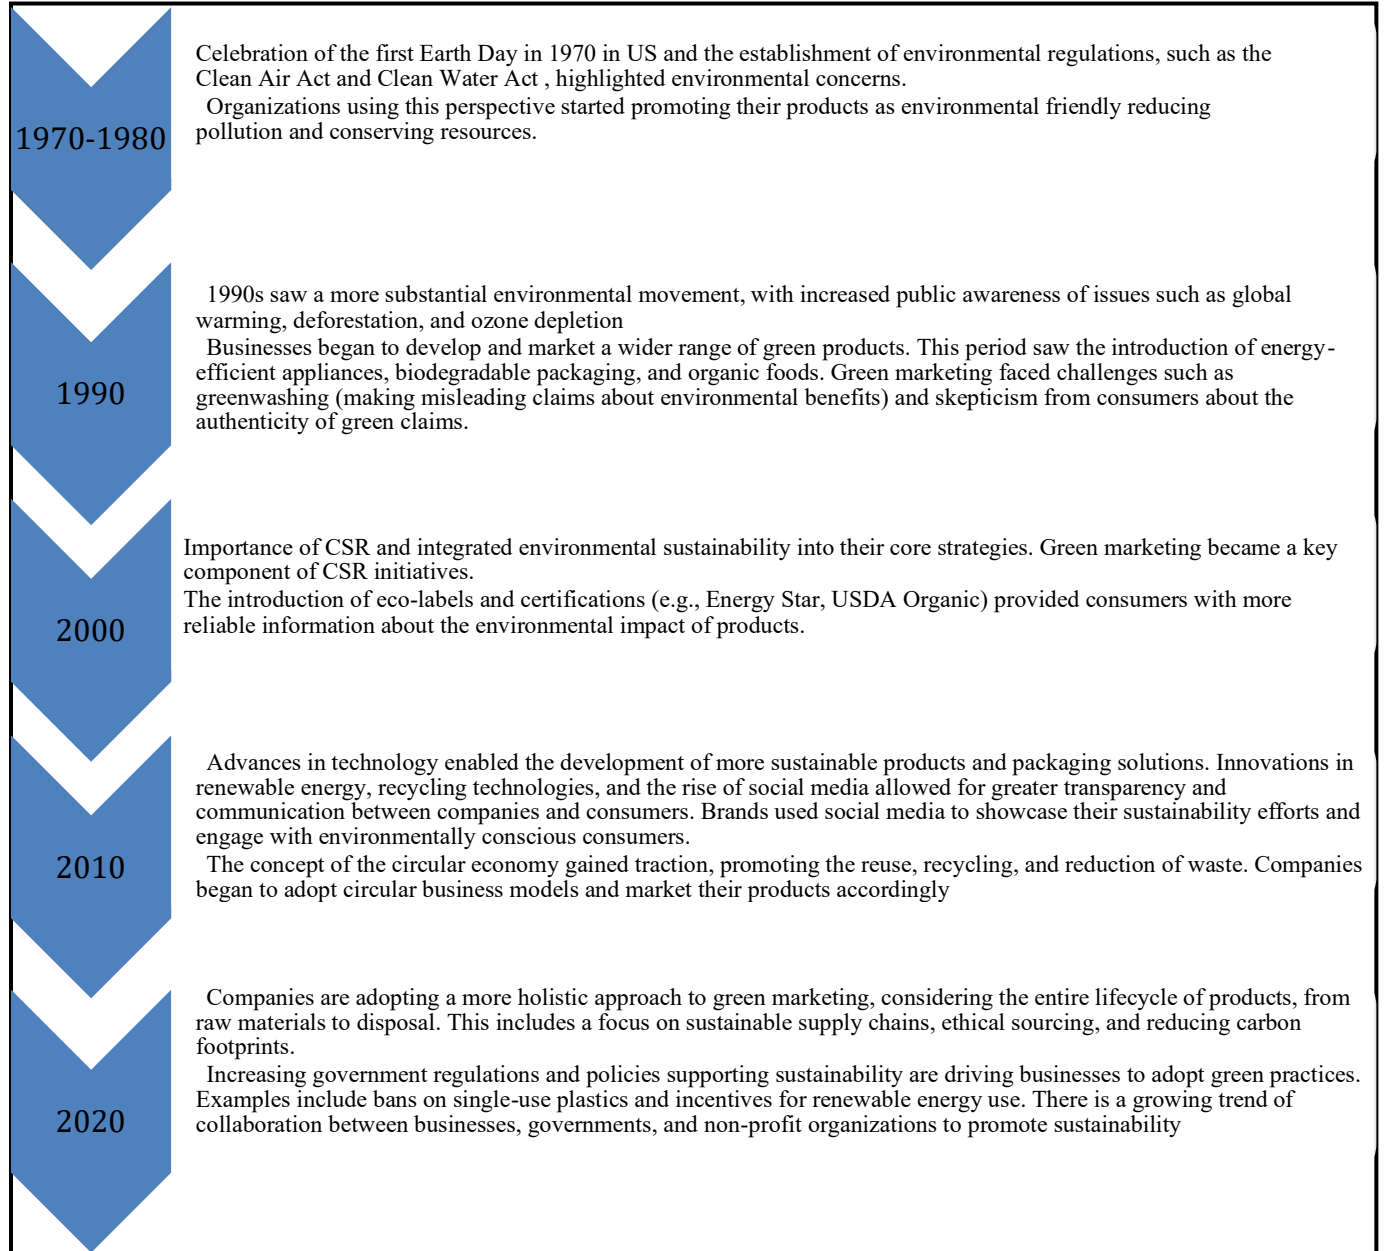 1970-1980
Celebration of the first Earth Day in 1970 in US and the establishment of environmental regulations, such as the
Clean Air Act and Clean Water Act , highlighted environmental concerns.
Organizations using this perspective started promoting their products as environmental friendly reducing
pollution and conserving resources.
1990
1990s saw a more substantial environmental movement, with increased public awareness of issues such as global
warming, deforestation, and ozone depletion
Businesses began to develop and market a wider range of green products. This period saw the introduction of energy-
efficient appliances, biodegradable packaging, and organic foods. Green marketing faced challenges such as
greenwashing (making misleading claims about environmental benefits) and skepticism from consumers about the
authenticity of green claims.
2000
Importance of CSR and integrated environmental sustainability into their core strategies. Green marketing became a key
component of CSR initiatives.
The introduction of eco-labels and certifications (e.g., Energy Star, USDA Organic) provided consumers with more
reliable information about the environmental impact of products.
2010
Advances in technology enabled the development of more sustainable products and packaging solutions. Innovations in
renewable energy, recycling technologies, and the rise of social media allowed for greater transparency and
communication between companies and consumers. Brands used social media to showcase their sustainability efforts and
engage with environmentally conscious consumers.
The concept of the circular economy gained traction, promoting the reuse, recycling, and reduction of waste. Companies
began to adopt circular business models and market their products accordingly
2020
Companies are adopting a more holistic approach to green marketing, considering the entire lifecycle of products, from
raw materials to disposal. This includes a focus on sustainable supply chains, ethical sourcing, and reducing carbon
footprints.
Increasing government regulations and policies supporting sustainability are driving businesses to adopt green practices.
Examples include bans on single-use plastics and incentives for renewable energy use. There is a growing trend of
collaboration between businesses, governments, and non-profit organizations to promote sustainability